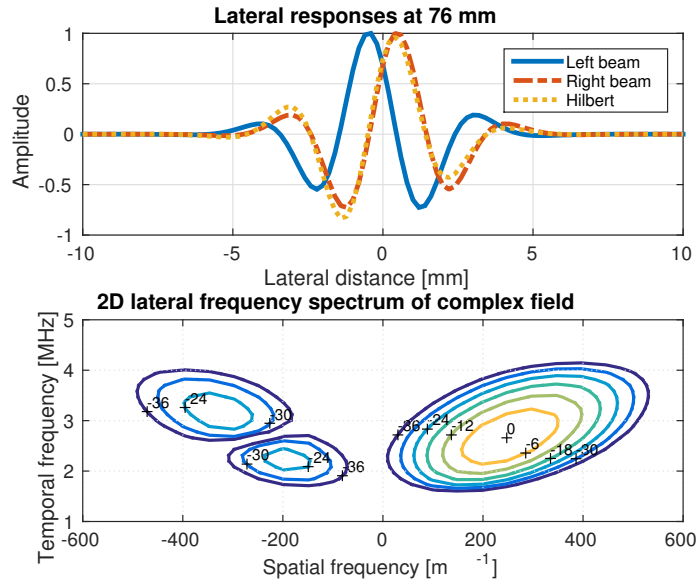 Lateral responses at 76 mm
1
0.5
0
-0.5
-1
Amplitude
Left beam
Right beam
Hilbert
-10 -5 0 5 10
Lateral distance [mm]
2D lateral frequency spectrum of complex field
5
4
3
2
1
Temporal frequency [MHz]
-36 -24 -30 -36 -24 -12 0 -6 -18 -30
-30 -24 -36
-600 -400 -200 0 200 400 600
Spatial frequency [m -1]